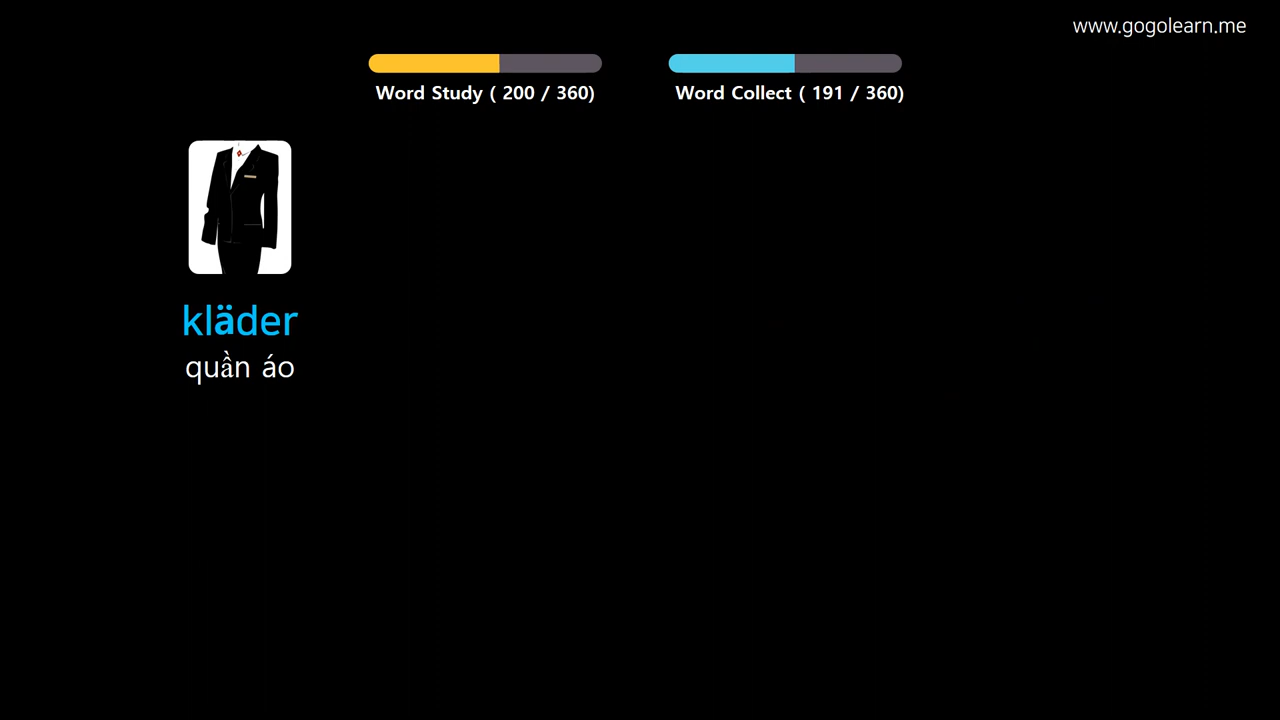 www.gogolearn.me
Word Study ( 200 / 360)
Word Collect ( 191 / 360)
kläder
quần áo